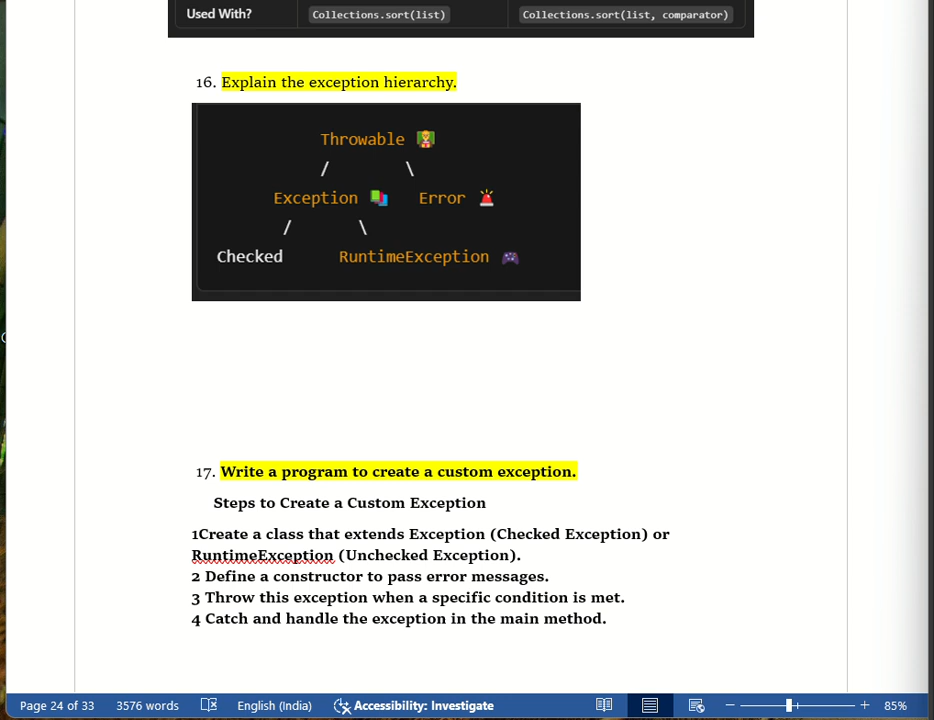 Used With?  Collections.sort(list)  Collections.sort(list, comparator)
16. Explain the exception hierarchy.
Throwable
/ \
Exception Error
/ \
Checked RuntimeException
17. Write a program to create a custom exception.
Steps to Create a Custom Exception
1Create a class that extends Exception (Checked Exception) or
RuntimeException (Unchecked Exception).
2 Define a constructor to pass error messages.
3 Throw this exception when a specific condition is met.
4 Catch and handle the exception in the main method.
Page 24 of 33  3576 words  English (India)  Accessibility: Investigate  85%